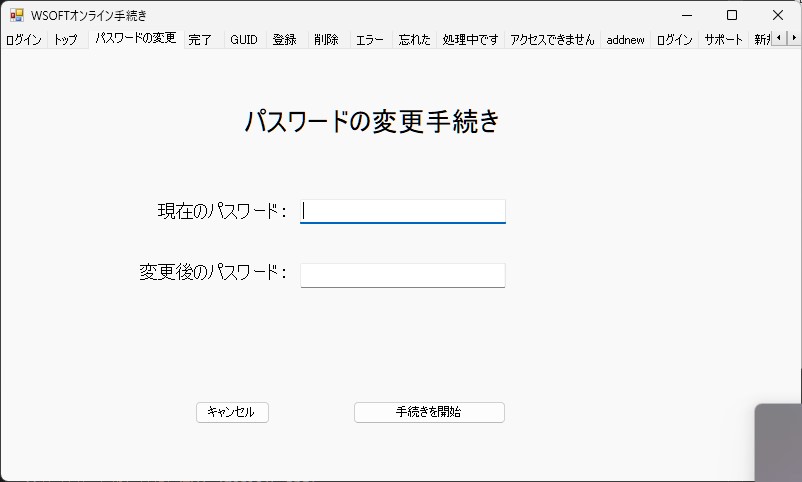 WSOFTオンライン手続き
ログイン トップ パスワードの変更 完了 GUID 登録 削除 エラー 忘れた 処理中です アクセスできません addnew ログイン サポート
パスワードの変更手続き
現在のパスワード：
変更後のパスワード：
キャンセル 手続きを開始